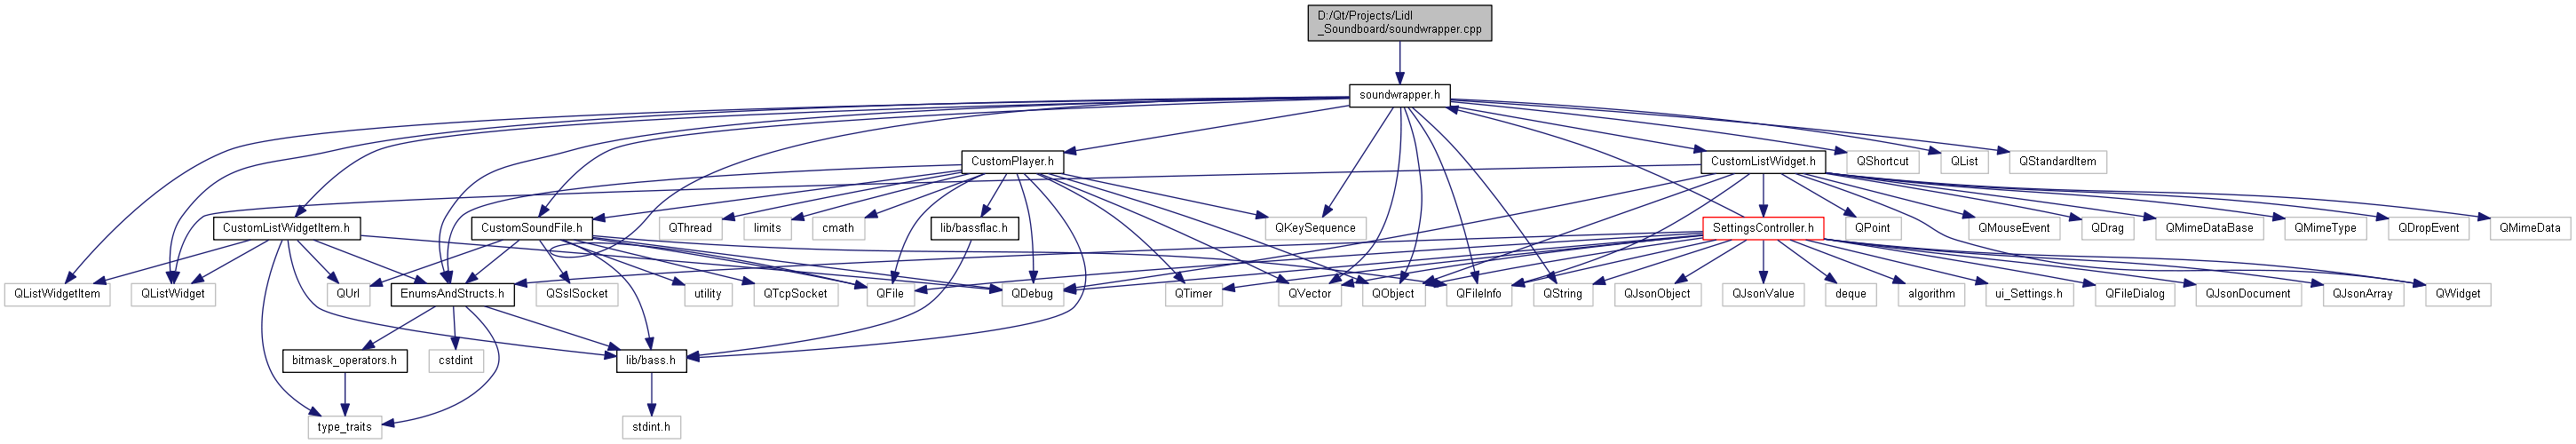 D:/Qt/Projects/Lidl
_Soundboard/soundwrapper.cpp
soundwrapper.h
CustomPlayer.h
CustomListWidget.h
QShortcut
QList
QStandardItem
CustomListWidgetItem.h
CustomSoundFile.h
QThread
limits
cmath
lib/bassflac.h
QKeySequence
SettingsController.h
QPoint
QMouseEvent
QDrag
QMimeDataBase
QMimeType
QDropEvent
QMimeData
QListWidgetItem
QListWidget
QUrl
EnumsAndStructs.h
QSslSocket
utility
QTcpSocket
QFile
QDebug
QTimer
QVector
QObject
QFileInfo
QString
QJsonObject
QJsonValue
deque
algorithm
ui_Settings.h
QFileDialog
QJsonDocument
QJsonArray
QWidget
bitmask_operators.h
cstdint
lib/bass.h
type_traits
stdint.h